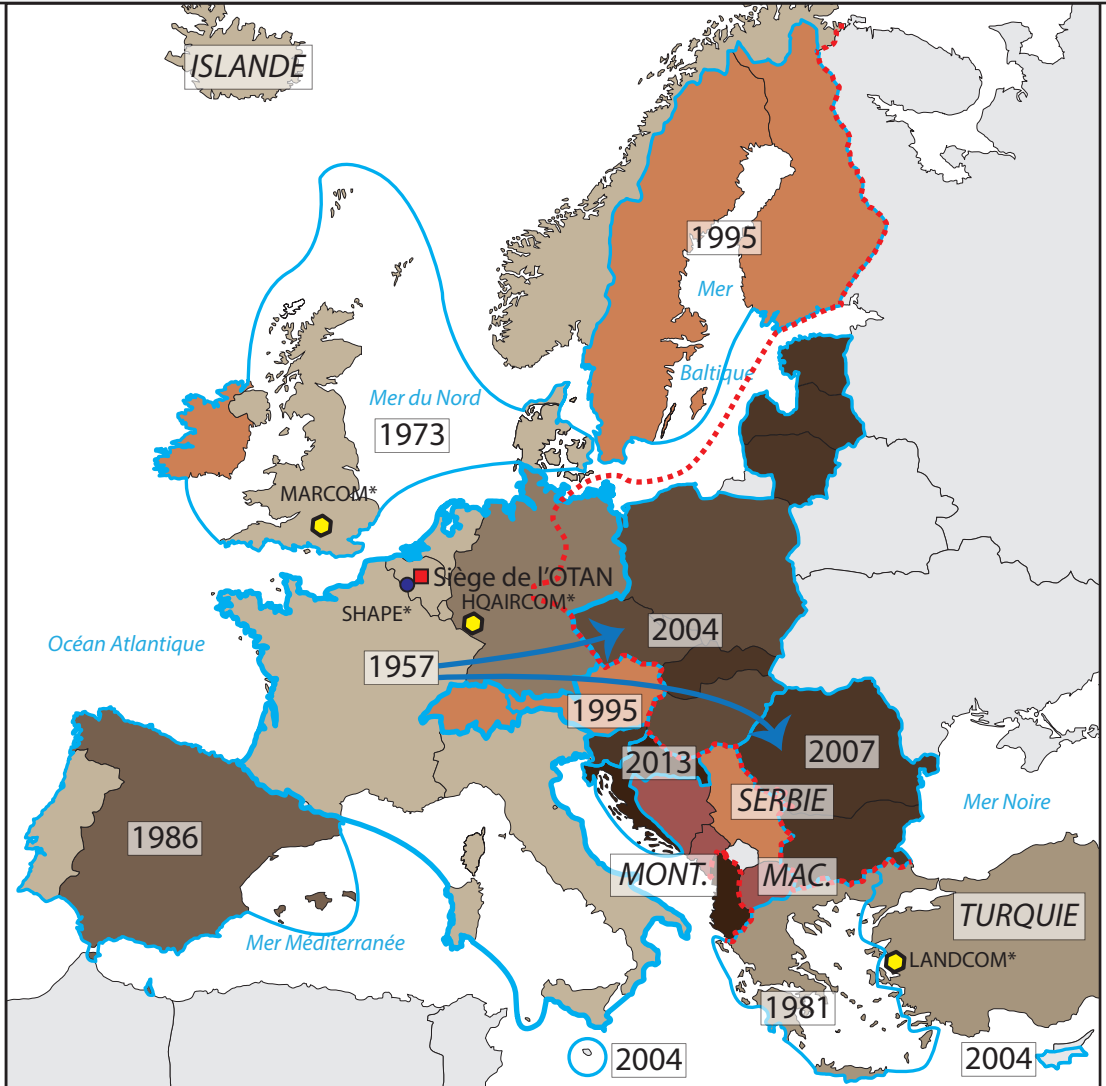 ISLANDE
1995
Mer
Baltique
Mer du Nord
1973
MARCOM*
Siège de l'OTAN
SHAPE*
HQAIRCOM*
Océan Atlantique
1957
2004
1995
2013
2007
SERBIE
Mer Noire
1986
MONT.
MAC.
TURQUIE
Mer Méditerranée
LANDCOM*
1981
2004
2004